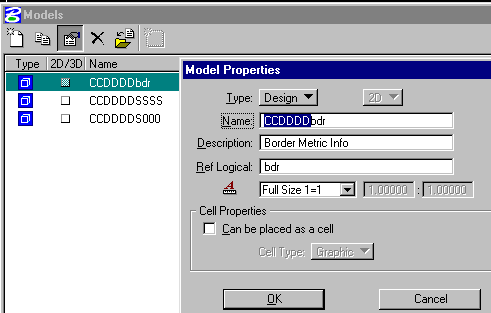 Models
Type 2D/3D Name
CCDDDDbdr
CCDDDDSSSS
CCDDDDS000
Model Properties
Type: Design 2D
Name: CCDDDDbdr
Description: Border Metric Info
Ref Logical: bdr
A Full Size 1=1 1.00000 : 1.00000
Cell Properties
Can be placed as a cell
Cell Type: Graphic
OK Cancel